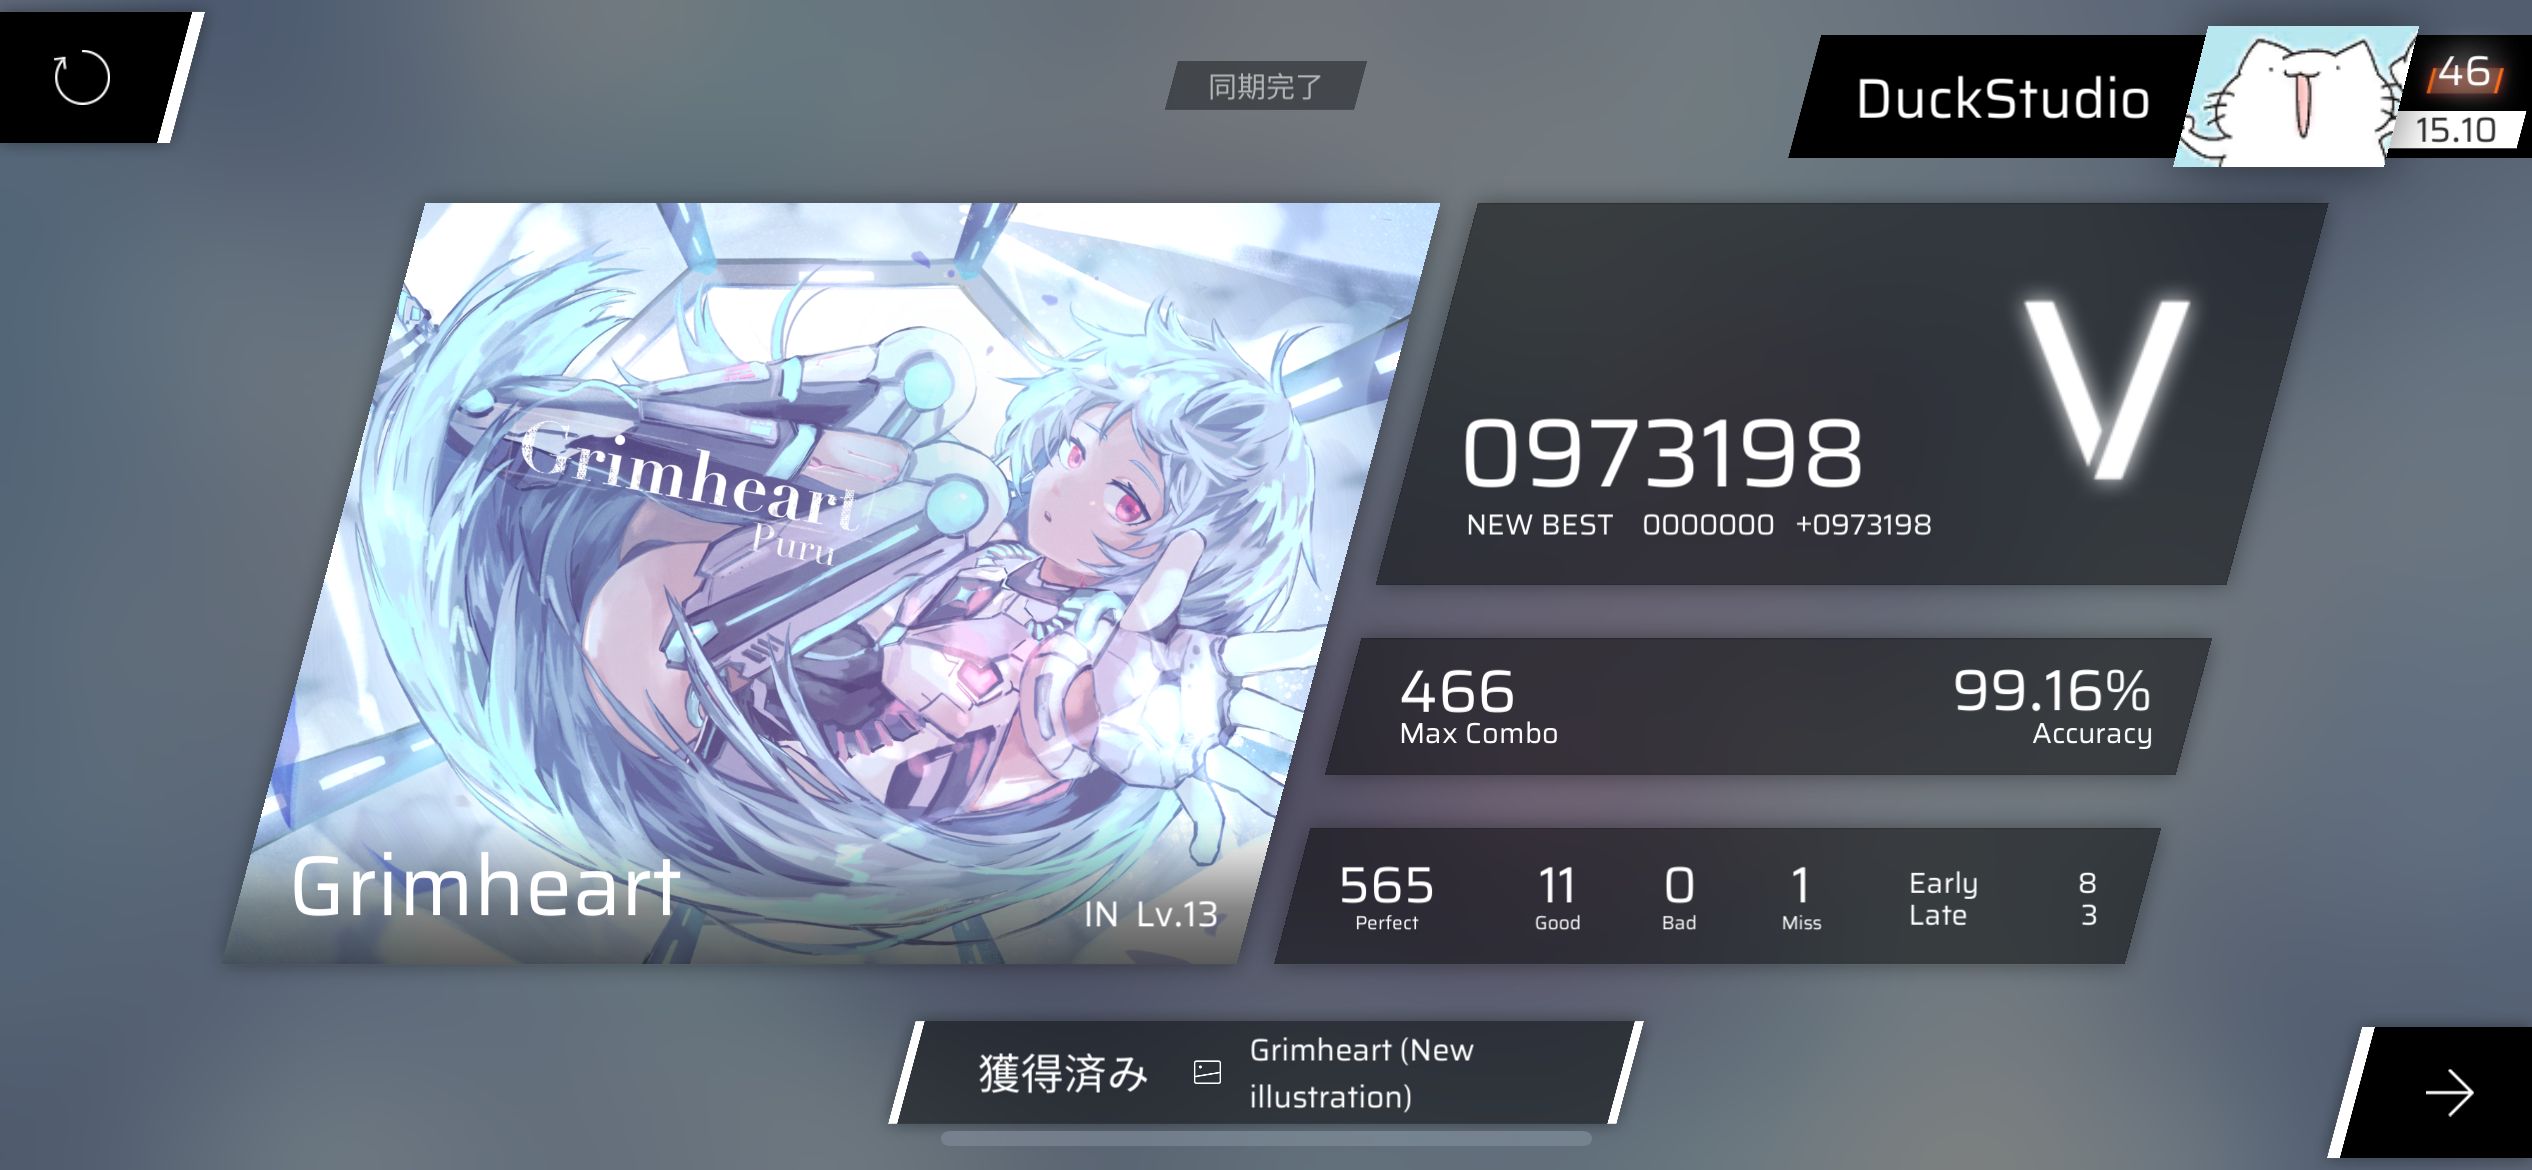 同期完了
DuckStudio
46
15.10
Grimheart
Puru
Grimheart
IN Lv.13
0973198
V
NEW BEST 0000000 +0973198
466
Max Combo
99.16%
Accuracy
565
Perfect
11
Good
0
Bad
1
Miss
Early 8
Late 3
獲得済み
Grimheart (New
illustration)